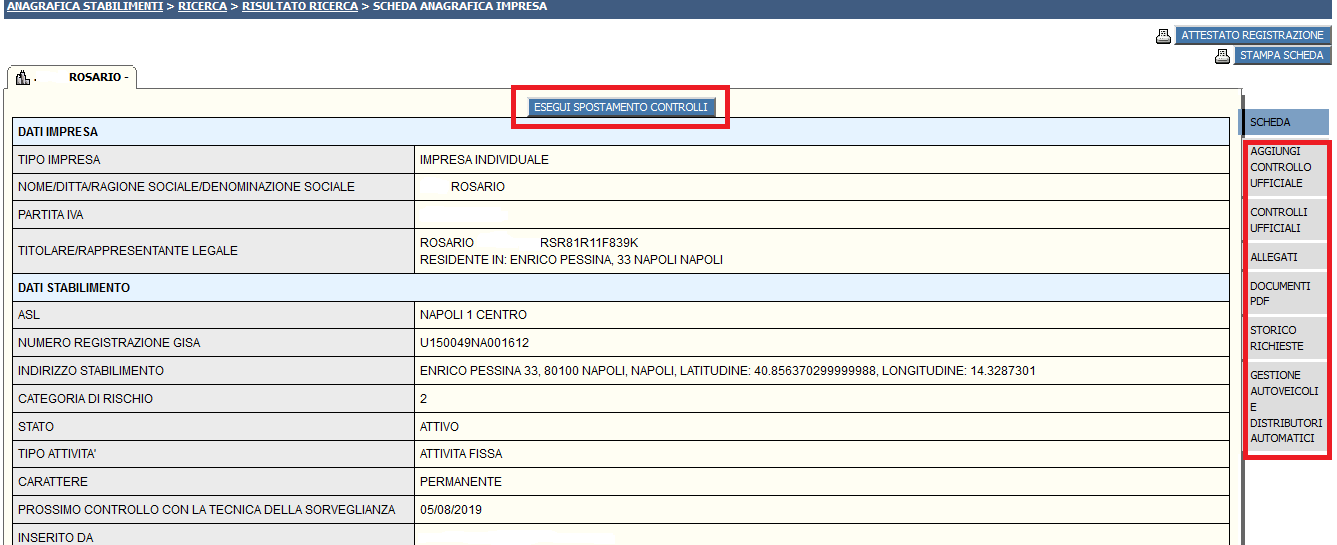 ANAGRAFICA STABILIMENTI > RICERCA > RISULTATO RICERCA > SCHEDA ANAGRAFICA IMPRESA
ATTESTATO REGISTRAZIONE
STAMPA SCHEDA
. ROSARIO -
ESEGUI SPOSTAMENTO CONTROLLI
DATI IMPRESA
TIPO IMPRESA IMPRESA INDIVIDUALE
NOME/DITTA/RAGIONE SOCIALE/DENOMINAZIONE SOCIALE ROSARIO
PARTITA IVA
TITOLARE/RAPPRESENTANTE LEGALE
ROSARIO RSR81R11F839K
RESIDENTE IN: ENRICO PESSINA, 33 NAPOLI NAPOLI
DATI STABILIMENTO
ASL NAPOLI 1 CENTRO
NUMERO REGISTRAZIONE GISA U150049NA001612
INDIRIZZO STABILIMENTO ENRICO PESSINA 33, 80100 NAPOLI, NAPOLI, LATITUDINE: 40.856370299999988, LONGITUDINE: 14.3287301
CATEGORIA DI RISCHIO 2
STATO ATTIVO
TIPO ATTIVITA' ATTIVITA FISSA
CARATTERE PERMANENTE
PROSSIMO CONTROLLO CON LA TECNICA DELLA SORVEGLIANZA 05/08/2019
INSERITO DA
SCHEDA
AGGIUNGI
CONTROLLO
UFFICIALE
CONTROLLI
UFFICIALI
ALLEGATI
DOCUMENTI
PDF
STORICO
RICHIESTE
GESTIONE
AUTOVEICOLI
E
DISTRIBUTORI
AUTOMATICI